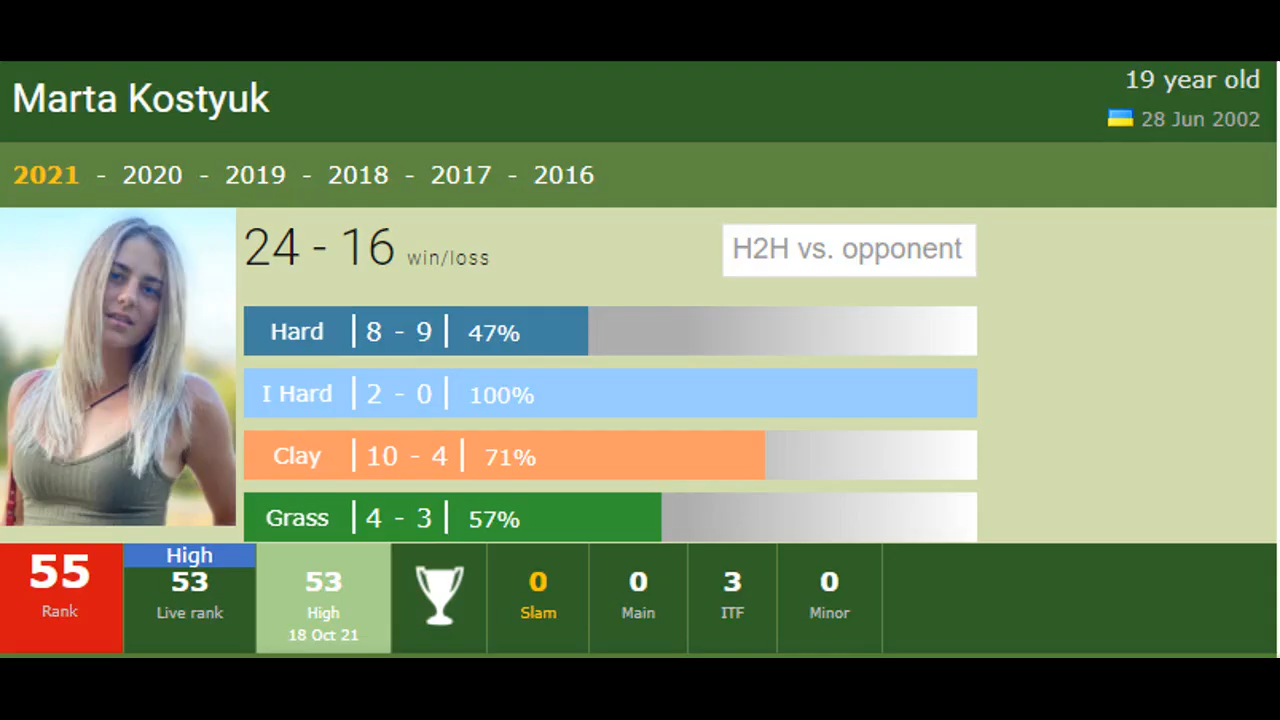 Marta Kostyuk
19 year old
28 Jun 2002
2021 - 2020 - 2019 - 2018 - 2017 - 2016
24 - 16 win/loss
H2H vs. opponent
Hard | 8 - 9 | 47%
I Hard | 2 - 0 | 100%
Clay | 10 - 4 | 71%
Grass | 4 - 3 | 57%
55
Rank
High
53
Live rank
53
High
18 Oct 21
0
Slam
0
Main
3
ITF
0
Minor